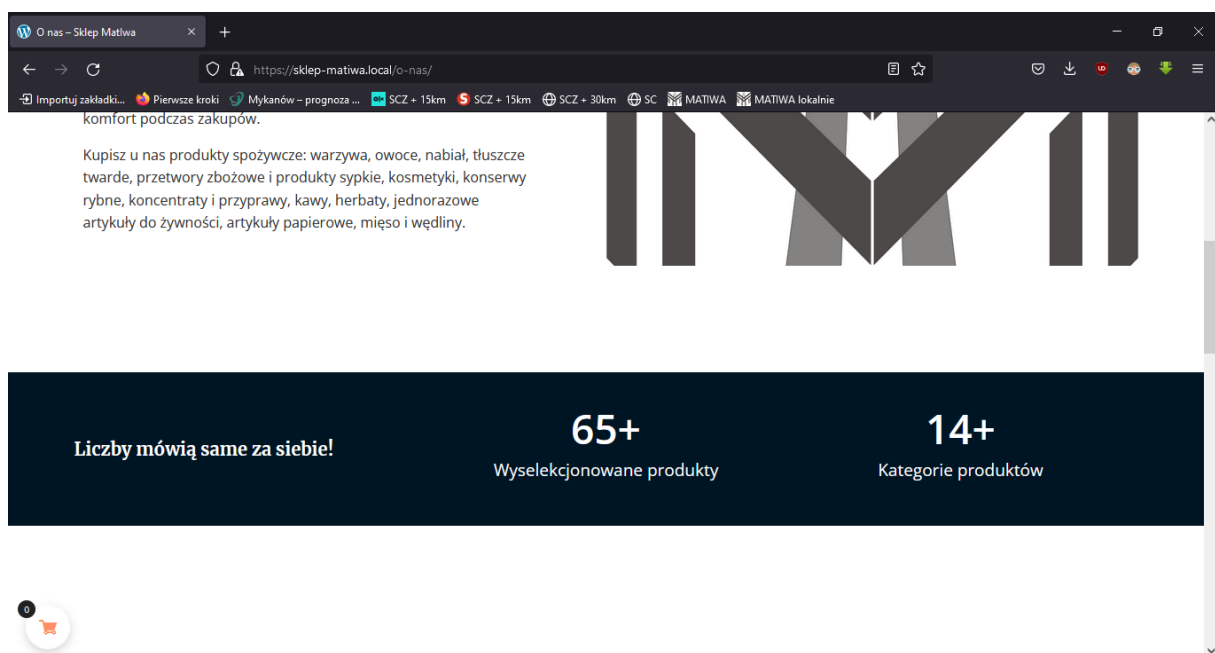 O nas – Sklep Matiwa
https://sklep-matiwa.local/o-nas/
Importuj zakładki... Pierwsze kroki Mykanów – prognoza ... SCZ + 15km SCZ + 15km SCZ + 30km SC MATIWA MATIWA lokalnie
komfort podczas zakupów.
Kupisz u nas produkty spożywcze: warzywa, owoce, nabiał, tłuszcze
twarde, przetwory zbożowe i produkty sypkie, kosmetyki, konserwy
rybne, koncentraty i przyprawy, kawy, herbaty, jednorazowe
artykuły do żywności, artykuły papierowe, mięso i wędliny.
Liczby mówią same za siebie!
65+
Wyselekcjonowane produkty
14+
Kategorie produktów
0